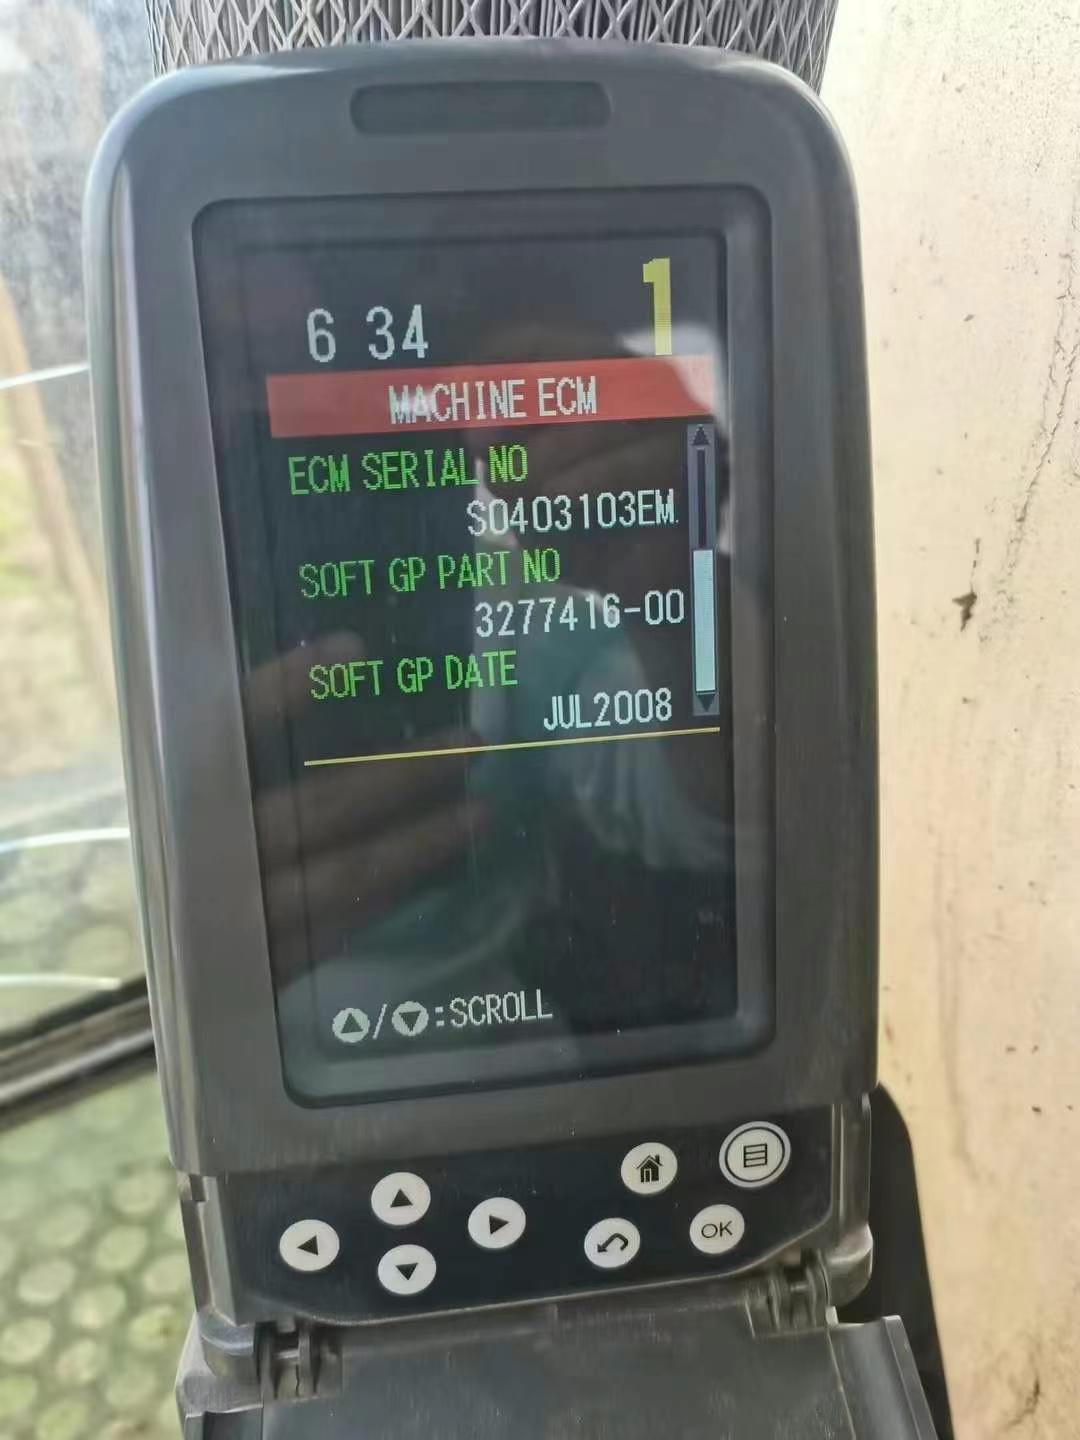 6 34
1
MACHINE ECM
ECM SERIAL NO
S0403103EM.
SOFT GP PART NO
3277416-00
SOFT GP DATE
JUL2008
▲/▼:SCROLL
OK